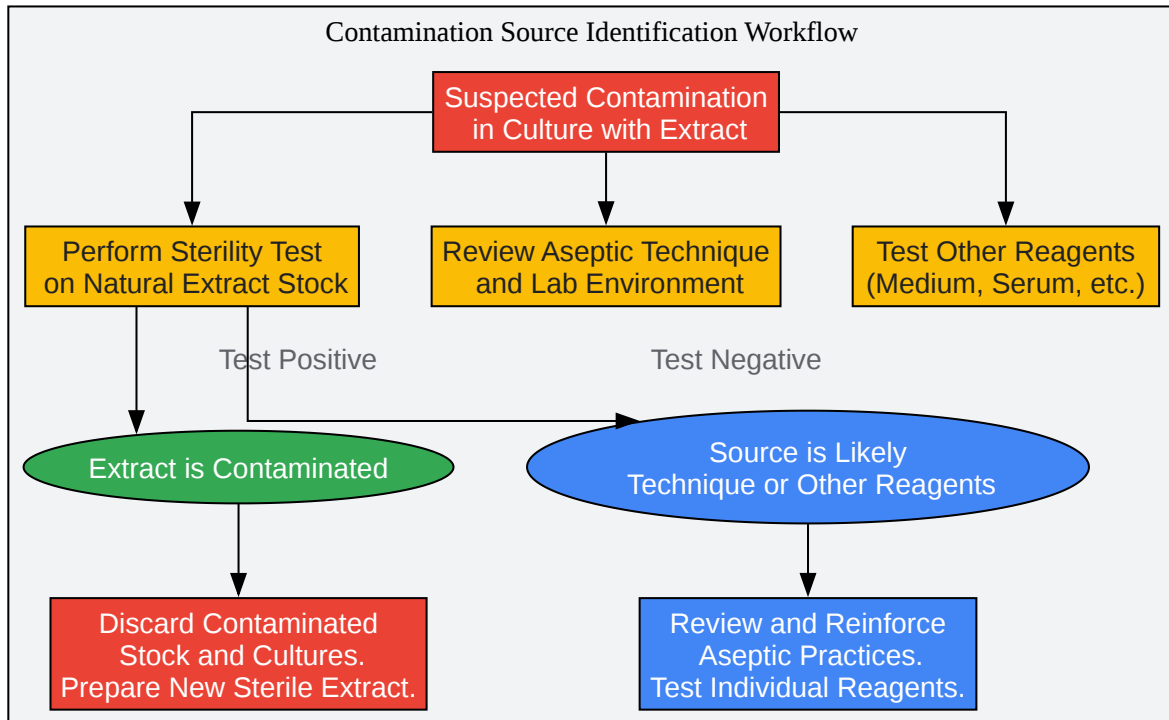 Contamination Source Identification Workflow
Suspected Contamination
in Culture with Extract
Perform Sterility Test
on Natural Extract Stock
Review Aseptic Technique
and Lab Environment
Test Other Reagents
(Medium, Serum, etc.)
Test Positive
Test Negative
Extract is Contaminated
Source is Likely
Technique or Other Reagents
Discard Contaminated
Stock and Cultures.
Prepare New Sterile Extract.
Review and Reinforce
Aseptic Practices.
Test Individual Reagents.